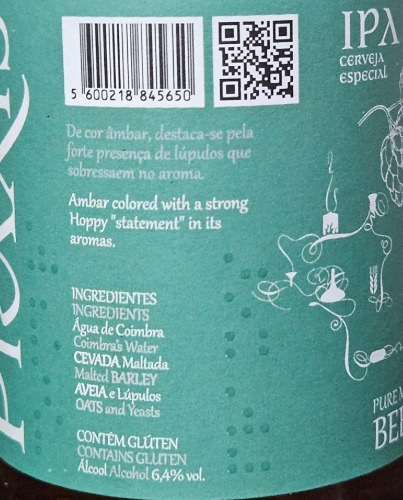 IPA
CERVEJA
ESPECIAL
5 600218 845650
De cor âmbar, destaca-se pela
forte presença de lúpulos que
sobressaem no aroma.
Ambar colored with a strong
Hoppy "statement" in its
aromas.
INGREDIENTES
INGREDIENTS
Água de Coimbra
Coimbra's Water
CEVADA Maltada
Malted BARLEY
AVEIA e Lúpulos
OATS and Yeasts
CONTÉM GLÚTEN
CONTAINS GLUTEN
Álcool Alcohol 6,4% vol.
PURE